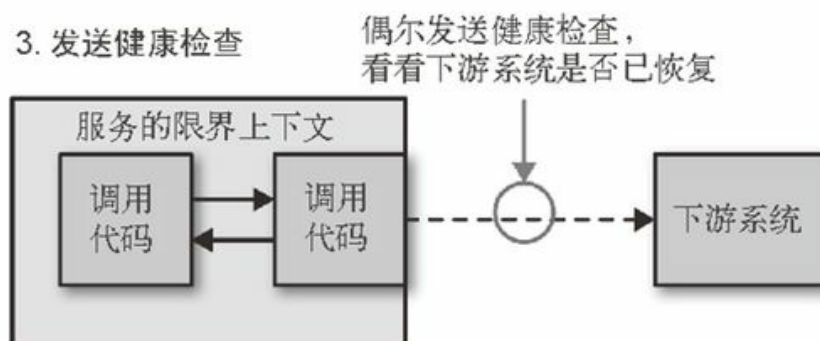 3. 发送健康检查
偶尔发送健康检查，
看看下游系统是否已恢复
服务的限界上下文
调用
代码
调用
代码
下游系统